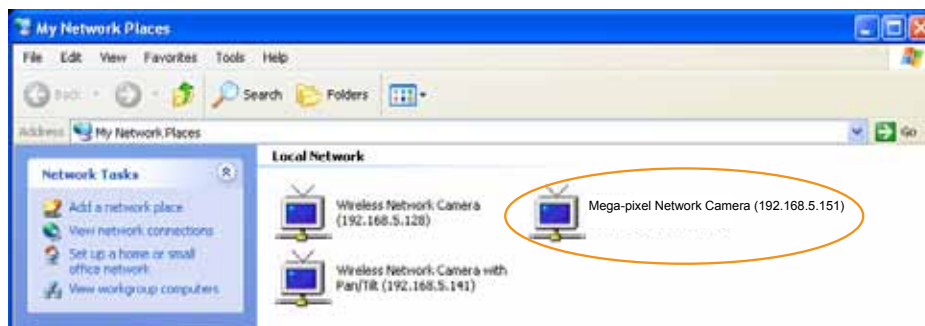 My Network Places
File Edit View Favorites Tools Help
Back Search Folders
Address My Network Places Go
Local Network
Network Tasks
Add a network place
View network connections
Set up a home or small
office network
View workgroup computers
Wireless Network Camera
(192.168.5.128)
Mega-pixel Network Camera (192.168.5.151)
Wireless Network Camera with
Pan/Tilt (192.168.5.141)